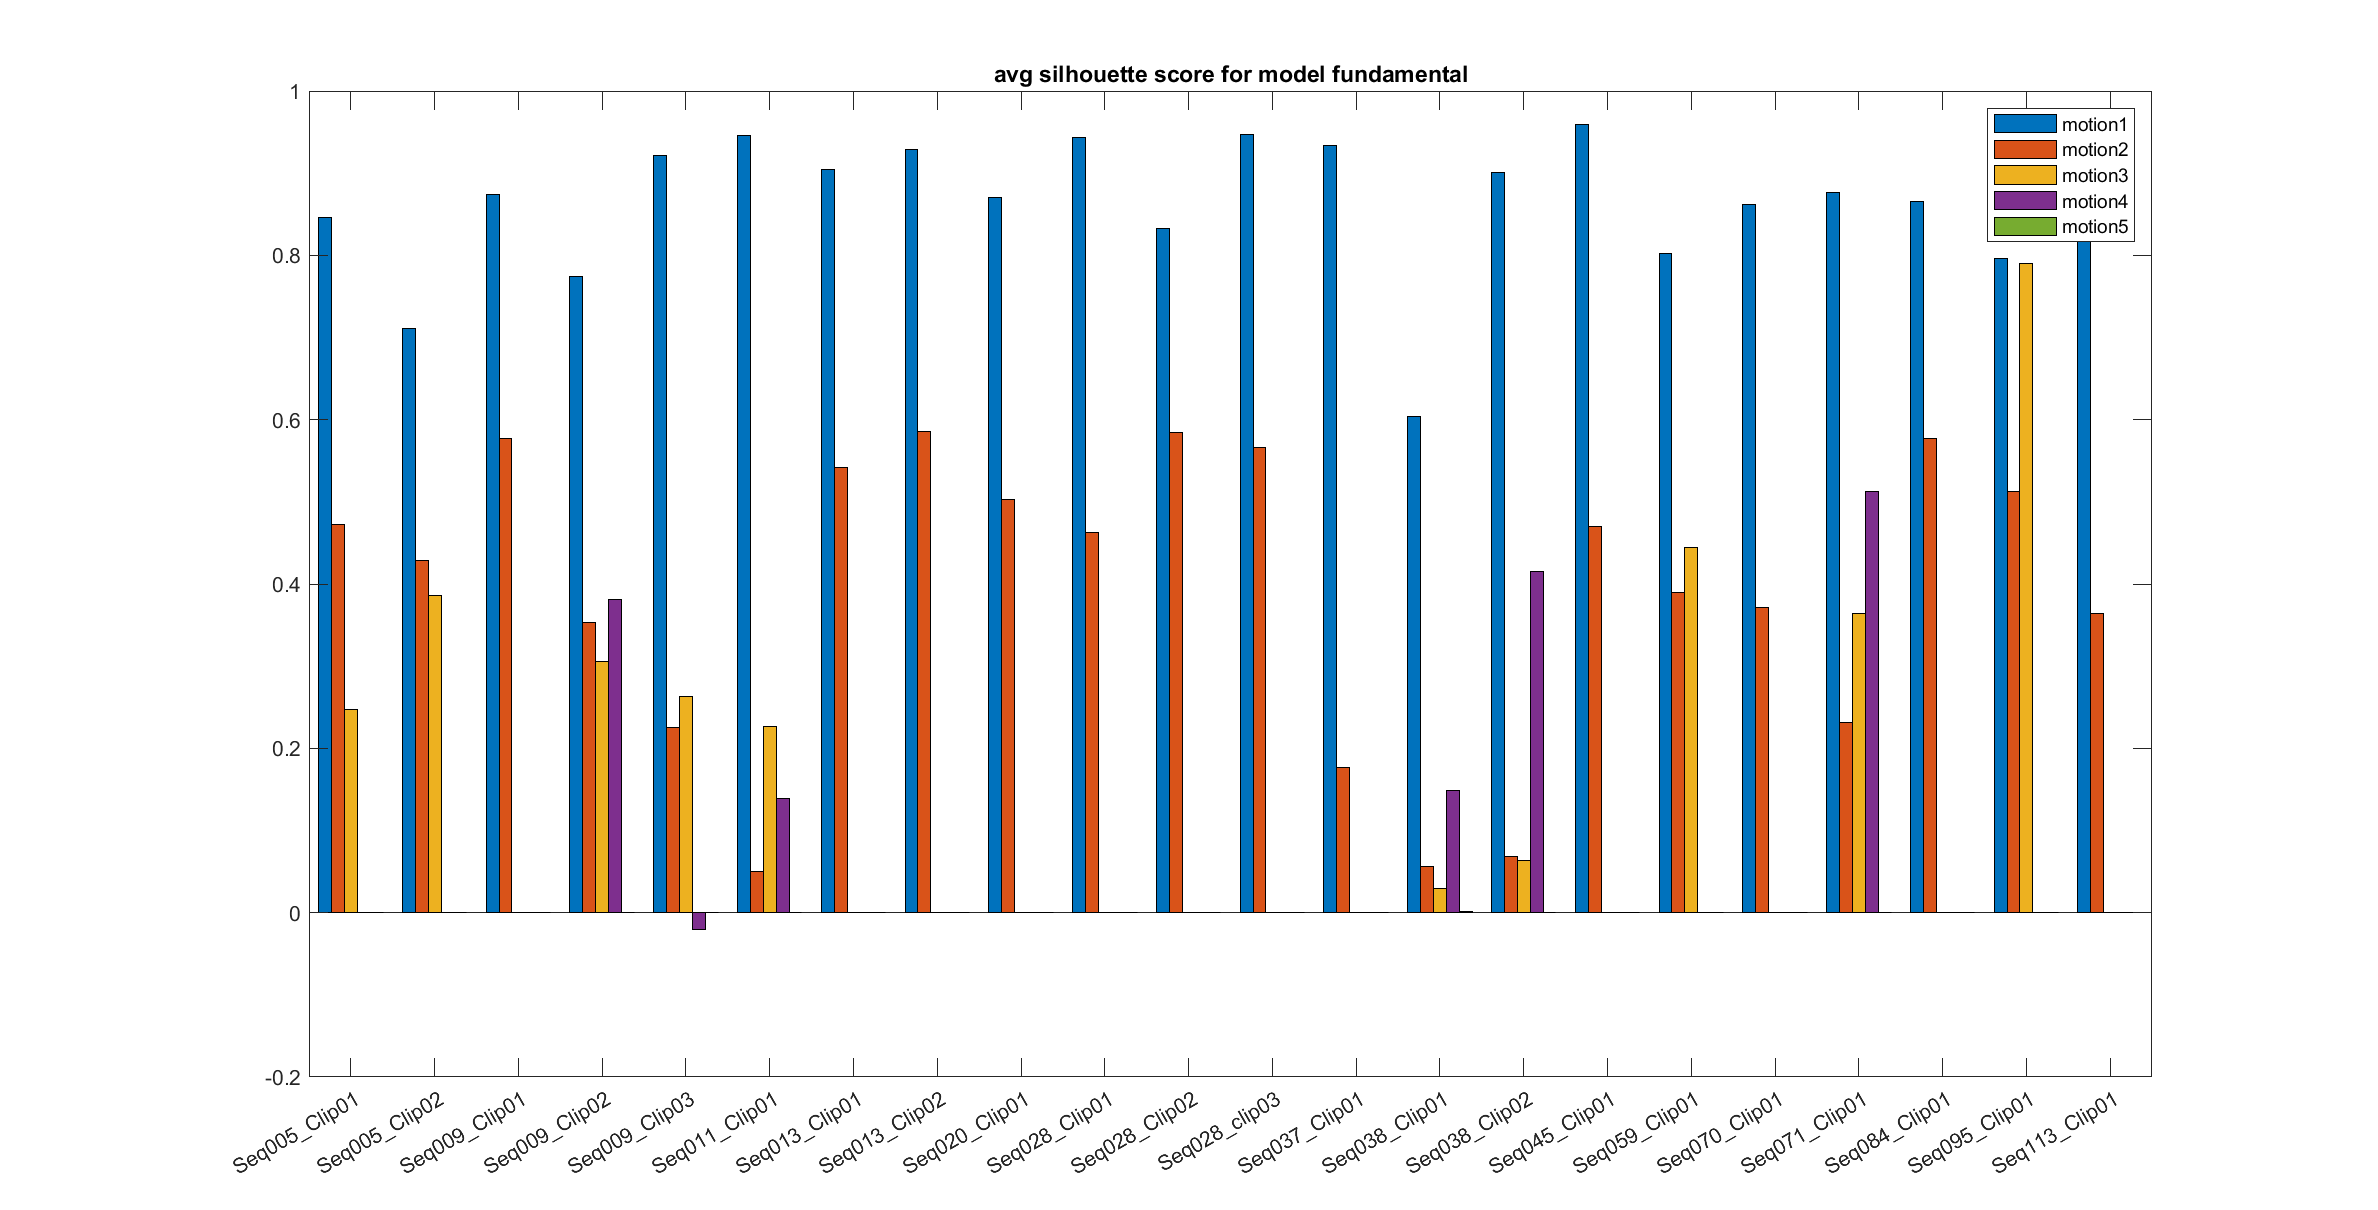 avg silhouette score for model fundamental
1
0.8
0.6
0.4
0.2
0
-0.2
motion1
motion2
motion3
motion4
motion5
Seq005_Clip01
Seq005_Clip02
Seq009_Clip01
Seq009_Clip02
Seq009_Clip03
Seq011_Clip01
Seq013_Clip01
Seq013_Clip02
Seq020_Clip01
Seq028_Clip01
Seq028_Clip02
Seq028_clip03
Seq037_Clip01
Seq038_Clip01
Seq038_Clip02
Seq045_Clip01
Seq059_Clip01
Seq070_Clip01
Seq071_Clip01
Seq084_Clip01
Seq095_Clip01
Seq113_Clip01